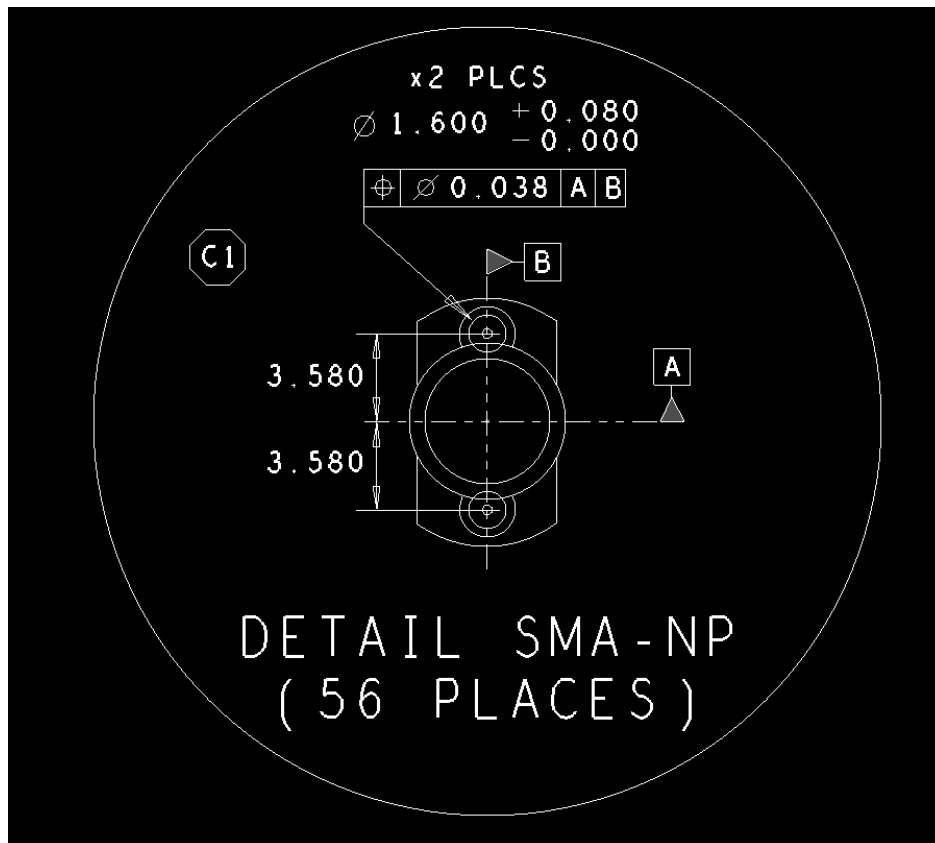 x2 PLCS
⌀ 1.600 + 0.080
- 0.000
⌖ ⌀ 0.038 A B
C1
B
A
3.580
3.580
DETAIL SMA-NP
(56 PLACES)